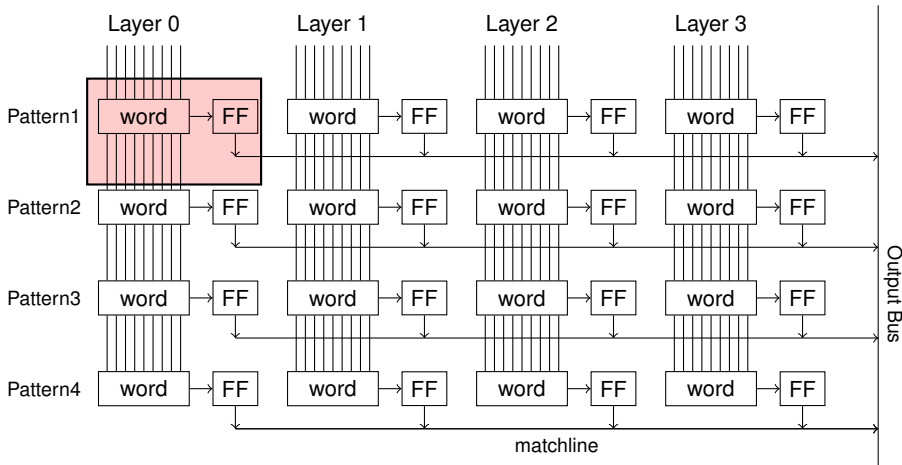 Layer 0 Layer 1 Layer 2 Layer 3
Pattern1 word FF word FF word FF word FF
Pattern2 word FF word FF word FF word FF
Pattern3 word FF word FF word FF word FF
Pattern4 word FF word FF word FF word FF
matchline
Output Bus